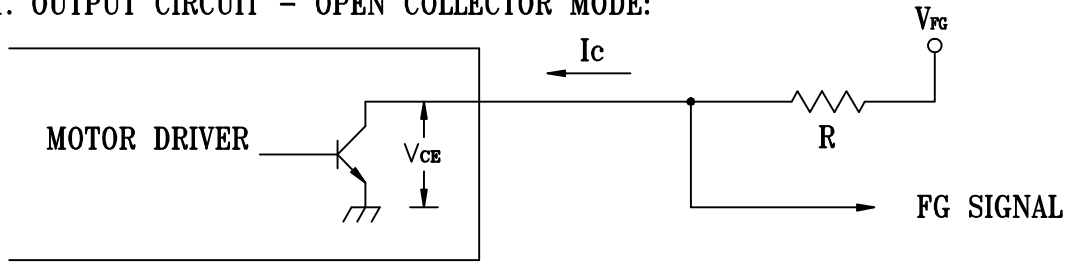 . OUTPUT CIRCUIT - OPEN COLLECTOR MODE:
VFG
Ic
MOTOR DRIVER
VCE
R
FG SIGNAL